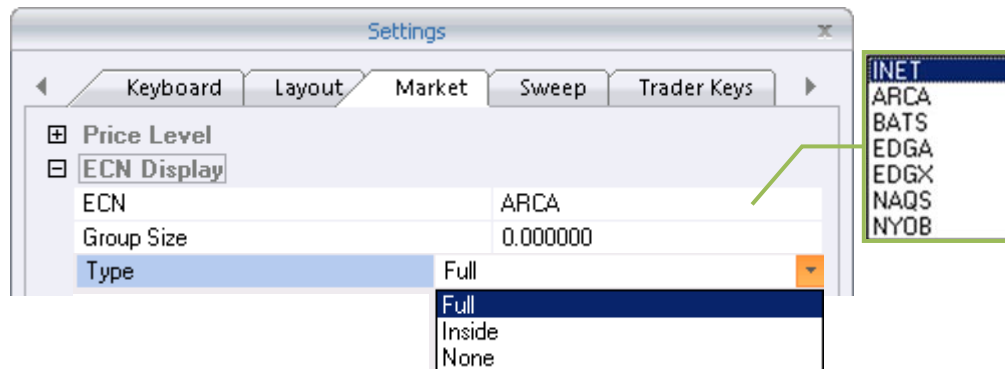 Settings
Keyboard Layout Market Sweep Trader Keys
Price Level
ECN Display
ECN ARCA
Group Size 0.000000
Type Full
Full
Inside
None
INET
ARCA
BATS
EDGA
EDGX
NAQS
NYOB